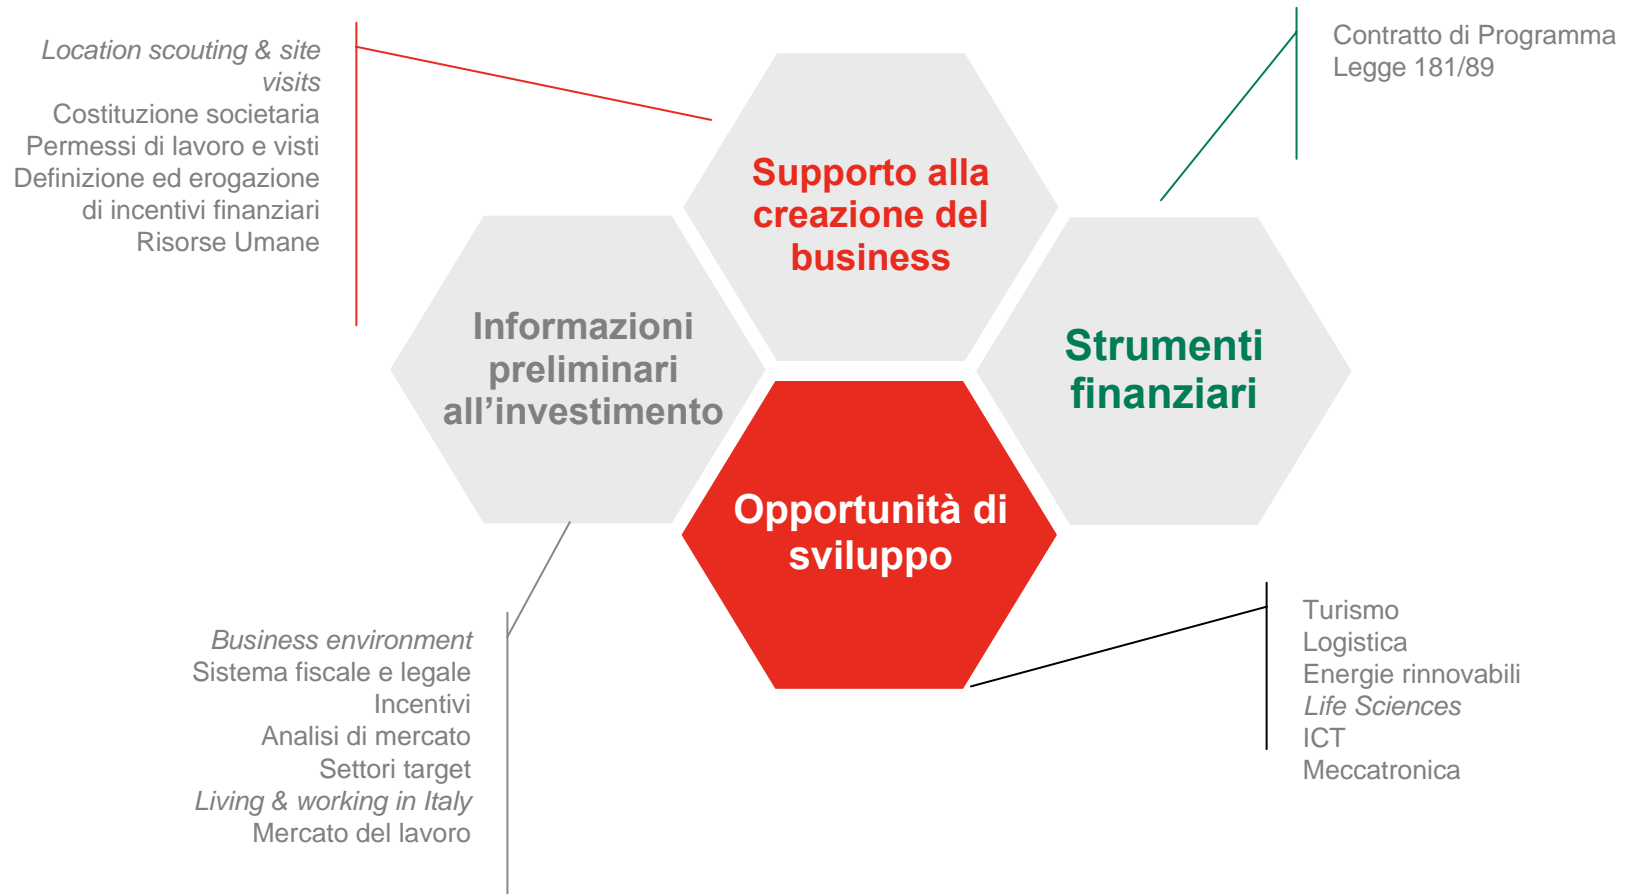 Location scouting & site
visits
Costituzione societaria
Permessi di lavoro e visti
Definizione ed erogazione
di incentivi finanziari
Risorse Umane
Contratto di Programma
Legge 181/89
Supporto alla
creazione del
business
Informazioni
preliminari
all’investimento
Strumenti
finanziari
Opportunità di
sviluppo
Business environment
Sistema fiscale e legale
Incentivi
Analisi di mercato
Settori target
Living & working in Italy
Mercato del lavoro
Turismo
Logistica
Energie rinnovabili
Life Sciences
ICT
Meccatronica